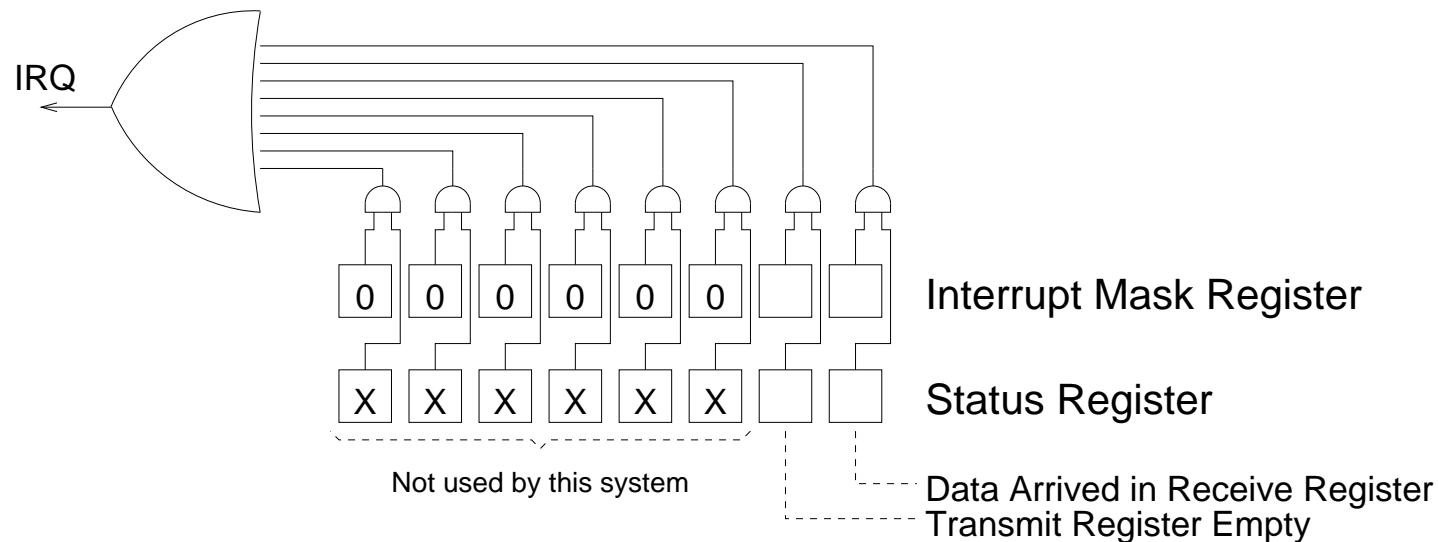 IRQ
0 0 0 0 0 0
Interrupt Mask Register
X X X X X X
Status Register
Not used by this system
Data Arrived in Receive Register
Transmit Register Empty